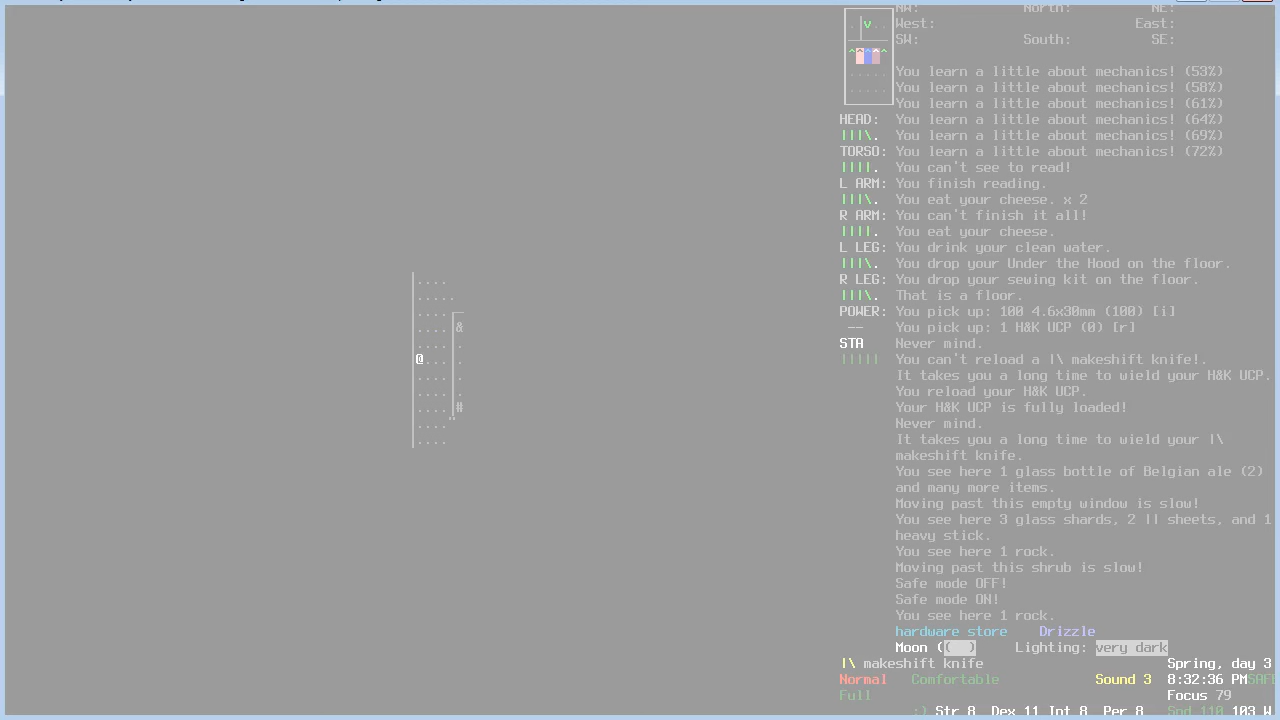 NW: North: NE:
West: East:
SW: South: SE:
You learn a little about mechanics! (53%)
You learn a little about mechanics! (58%)
You learn a little about mechanics! (61%)
HEAD: You learn a little about mechanics! (64%)
|||\. You learn a little about mechanics! (69%)
TORSO: You learn a little about mechanics! (72%)
||||. You can't see to read!
L ARM: You finish reading.
|||\. You eat your cheese. x 2
R ARM: You can't finish it all!
||||. You eat your cheese.
L LEG: You drink your clean water.
|||\. You drop your Under the Hood on the floor.
R LEG: You drop your sewing kit on the floor.
|||\. That is a floor.
POWER: You pick up: 100 4.6x30mm (100) [i]
-- You pick up: 1 H&K UCP (0) [r]
STA Never mind.
||||| You can't reload a |\ makeshift knife!.
It takes you a long time to wield your H&K UCP.
You reload your H&K UCP.
Your H&K UCP is fully loaded!
Never mind.
It takes you a long time to wield your |\
makeshift knife.
You see here 1 glass bottle of Belgian ale (2)
and many more items.
Moving past this empty window is slow!
You see here 3 glass shards, 2 || sheets, and 1
heavy stick.
You see here 1 rock.
Moving past this shrub is slow!
Safe mode OFF!
Safe mode ON!
You see here 1 rock.
hardware store Drizzle
Moon (( ) Lighting: very dark
|\ makeshift knife Spring, day 3
Normal Comfortable Sound 3 8:32:36 PM SAFE
Full Focus 79
:) Str 8 Dex 11 Int 8 Per 8 Spd 110 103 W